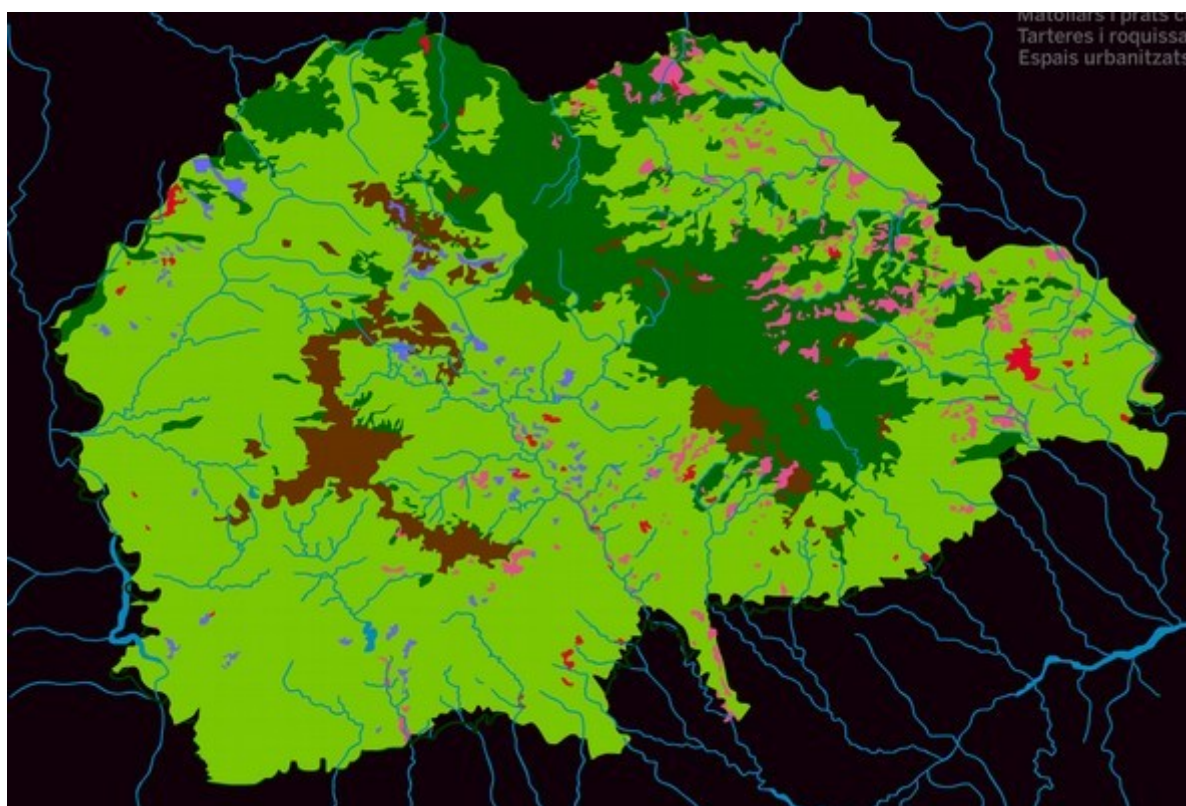 Matollars i prats c
Tarteres i roquissa
Espais urbanitzats